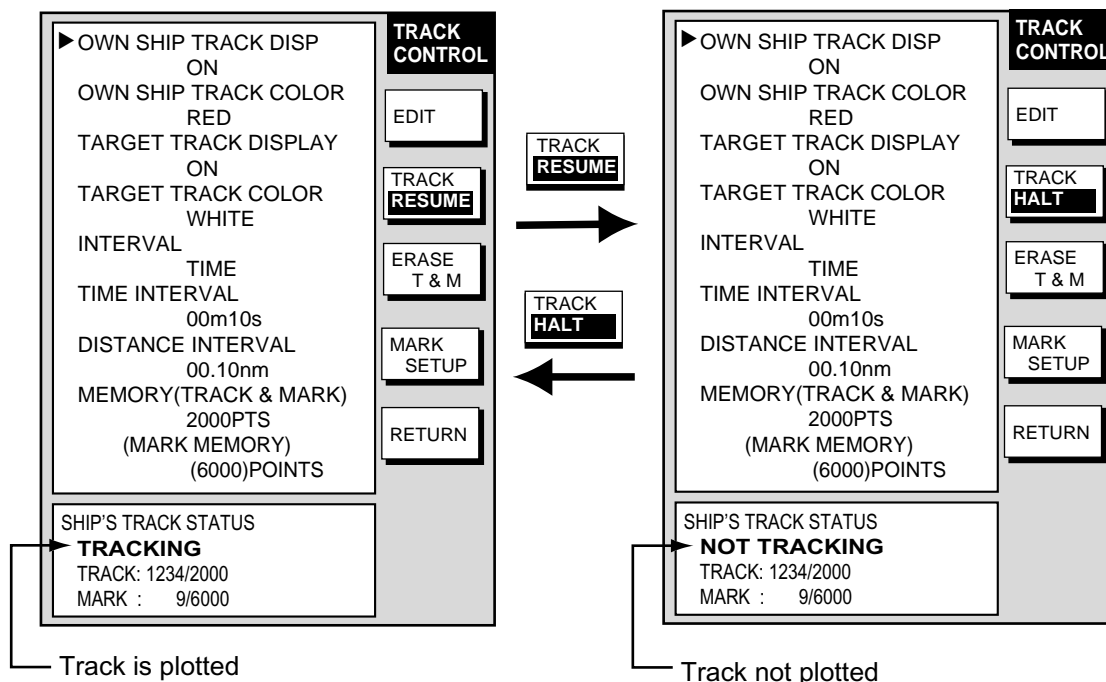 ▶OWN SHIP TRACK DISP
ON
OWN SHIP TRACK COLOR
RED
TARGET TRACK DISPLAY
ON
TARGET TRACK COLOR
WHITE
INTERVAL
TIME
TIME INTERVAL
00m10s
DISTANCE INTERVAL
00.10nm
MEMORY(TRACK & MARK)
2000PTS
(MARK MEMORY)
(6000)POINTS
SHIP'S TRACK STATUS
TRACKING
TRACK: 1234/2000
MARK : 9/6000
Track is plotted
TRACK
CONTROL
EDIT
TRACK
RESUME
ERASE
T & M
MARK
SETUP
RETURN
TRACK
RESUME
TRACK
HALT
▶OWN SHIP TRACK DISP
ON
OWN SHIP TRACK COLOR
RED
TARGET TRACK DISPLAY
ON
TARGET TRACK COLOR
WHITE
INTERVAL
TIME
TIME INTERVAL
00m10s
DISTANCE INTERVAL
00.10nm
MEMORY(TRACK & MARK)
2000PTS
(MARK MEMORY)
(6000)POINTS
SHIP'S TRACK STATUS
NOT TRACKING
TRACK: 1234/2000
MARK : 9/6000
Track not plotted
TRACK
CONTROL
EDIT
TRACK
HALT
ERASE
T & M
MARK
SETUP
RETURN